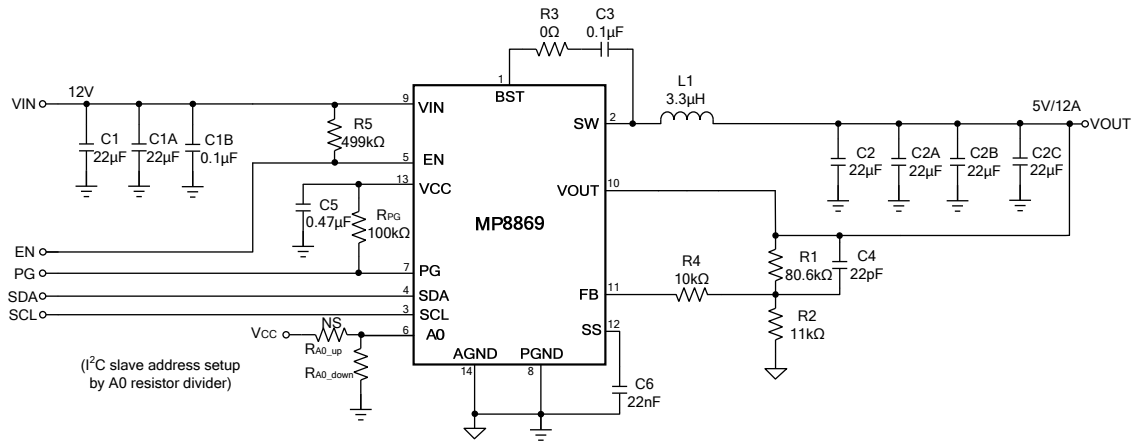 R3
0Ω
C3
0.1µF
1
BST
L1
3.3µH
12V
VIN
9
VIN
5V/12A
VOUT
SW
2
C1
22µF
C1A
22µF
C1B
0.1µF
R5
499kΩ
5
EN
C2
22µF
C2A
22µF
C2B
22µF
C2C
22µF
13
VCC
VOUT
10
C5
0.47µF
RPG
100kΩ
MP8869
EN
PG
7
PG
R4
10kΩ
R1
80.6kΩ
C4
22pF
SDA
4
SDA
FB
11
SCL
3
SCL
R2
11kΩ
VCC
NS
RA0_up
6
A0
SS
12
RA0_down
AGND
14
PGND
8
C6
22nF
(I²C slave address setup
by A0 resistor divider)